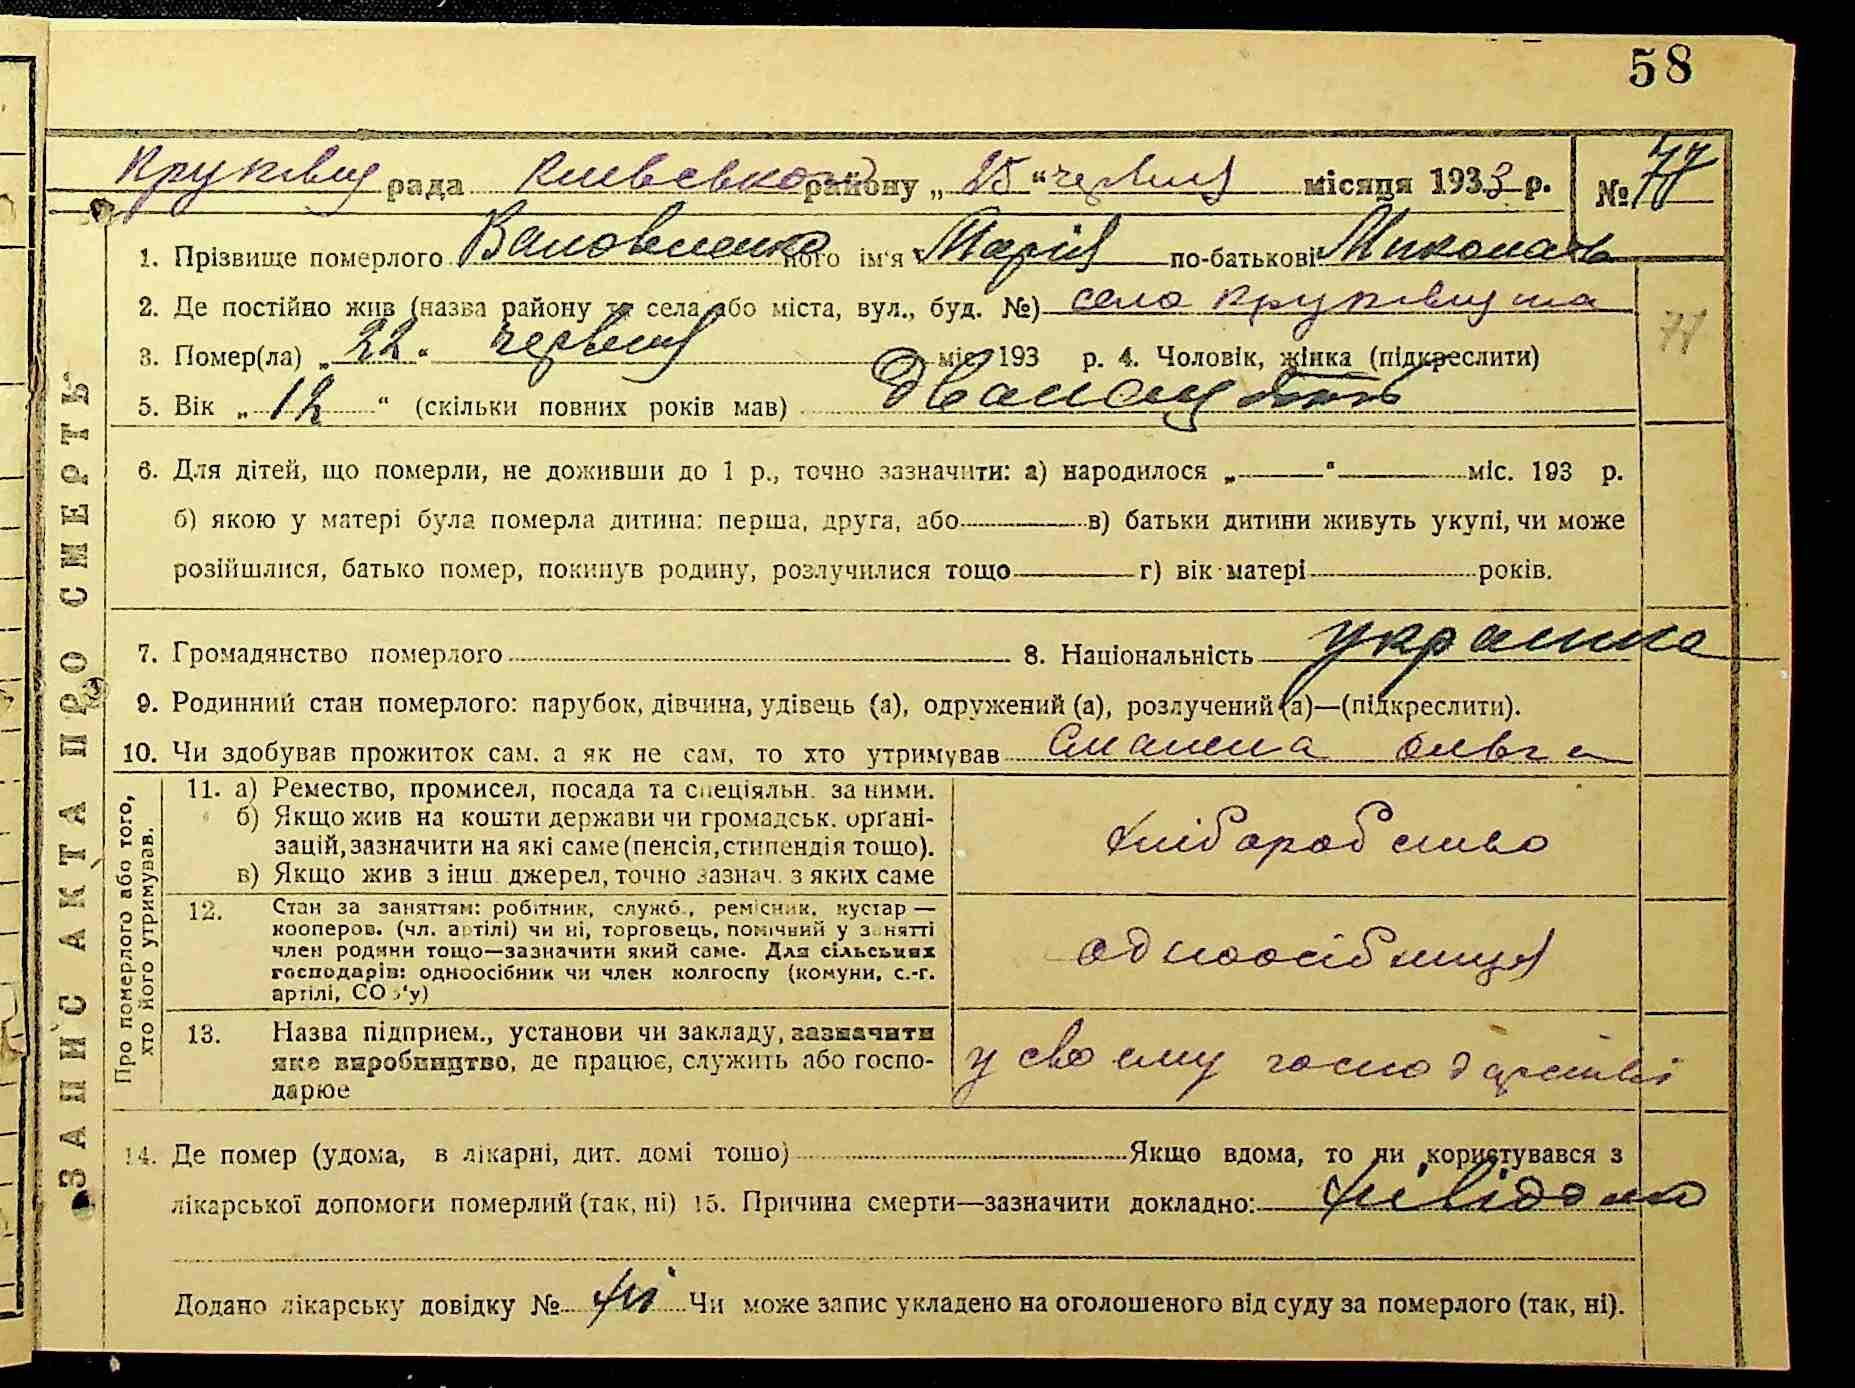 58
рада Київської району „ 25 “ червня місяця 1933 р. № 77
1. Прізвище померлого його ім'я Марія по-батькові
2. Де постійно жив (назва району та села або міста, вул., буд. №) село
3. Помер(ла) „ 22 “ червня міс. 193 р. 4. Чоловік, жінка (підкреслити)
77
5. Вік „ 12 “ (скільки повних років мав)
6. Для дітей, що померли, не доживши до 1 р., точно зазначити: а) народилося „ “ міс. 193 р.
б) якою у матері була померла дитина: перша, друга, або в) батьки дитини живуть укупі, чи може
розійшлися, батько помер, покинув родину, розлучилися тощо г) вік матері років.
7. Громадянство померлого 8. Національність украинка
9. Родинний стан померлого: парубок, дівчина, удівець (а), одружений (а), розлучений (а)—(підкреслити).
10. Чи здобував прожиток сам, а як не сам, то хто утримував Ольга
Про померлого або того,
хто його утримував.
11. а) Ремество, промисел, посада та спеціяльн. за ними.
б) Якщо жив на кошти держави чи громадськ. органі-
зацій, зазначити на які саме (пенсія, стипендія тощо).
в) Якщо жив з інш. джерел, точно зазнач. з яких саме
хліборобство
12. Стан за заняттям: робітник, служб., ремісник, кустар —
кооперов. (чл. артілі) чи ні, торговець, помічний у занятті
член родини тощо—зазначити який саме. Для сільських
господарів: одноосібник чи член колгоспу (комуни, с.-г.
артілі, СОЗ'у)
одноосібниця
13. Назва підприєм., установи чи закладу, зазначити
яке виробництво, де працює, служить або госпо-
дарює
у своєму господарстві
14. Де помер (удома, в лікарні, дит. домі тощо) Якщо вдома, то чи користувався з
лікарської допомоги померлий (так, ні) 15. Причина смерти—зазначити докладно: невідомо
Додано лікарську довідку № ні Чи може запис укладено на оголошеного від суду за померлого (так, ні).
ЗАПИС АКТА ПРО СМЕРТЬ